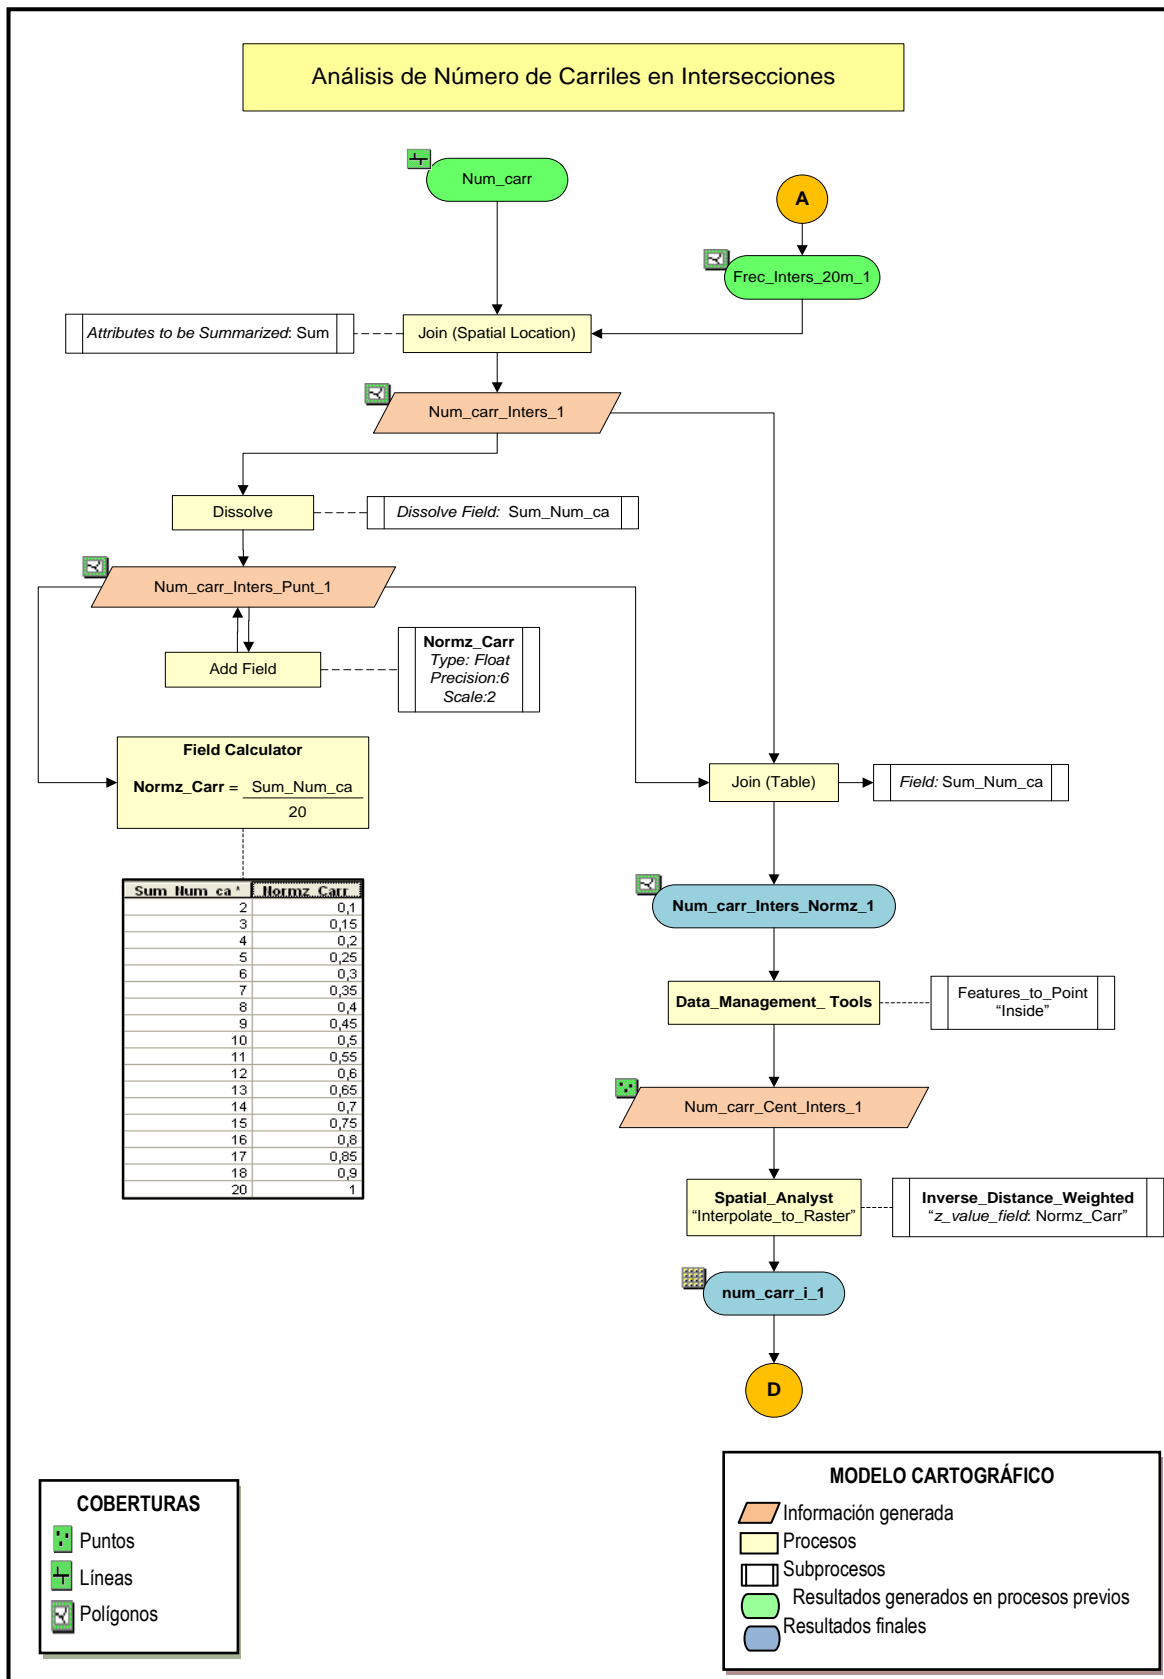 Análisis de Número de Carriles en Intersecciones
Num_carr
A
Frec_Inters_20m_1
Attributes to be Summarized: Sum
Join (Spatial Location)
Num_carr_Inters_1
Dissolve
Dissolve Field: Sum_Num_ca
Num_carr_Inters_Punt_1
Add Field
Normz_Carr
Type: Float
Precision:6
Scale:2
Field Calculator
Normz_Carr = Sum_Num_ca
20
Join (Table)
Field: Sum_Num_ca
Sum_Num_ca * Normz_Carr
2 0,1
3 0,15
4 0,2
5 0,25
6 0,3
7 0,35
8 0,4
9 0,45
10 0,5
11 0,55
12 0,6
13 0,65
14 0,7
15 0,75
16 0,8
17 0,85
18 0,9
20 1
Num_carr_Inters_Normz_1
Data_Management_ Tools
Features_to_Point
“Inside”
Num_carr_Cent_Inters_1
Spatial_Analyst
“Interpolate_to_Raster”
Inverse_Distance_Weighted
“z_value_field: Normz_Carr”
num_carr_i_1
D
COBERTURAS
Puntos
Líneas
Polígonos
MODELO CARTOGRÁFICO
Información generada
Procesos
Subprocesos
Resultados generados en procesos previos
Resultados finales